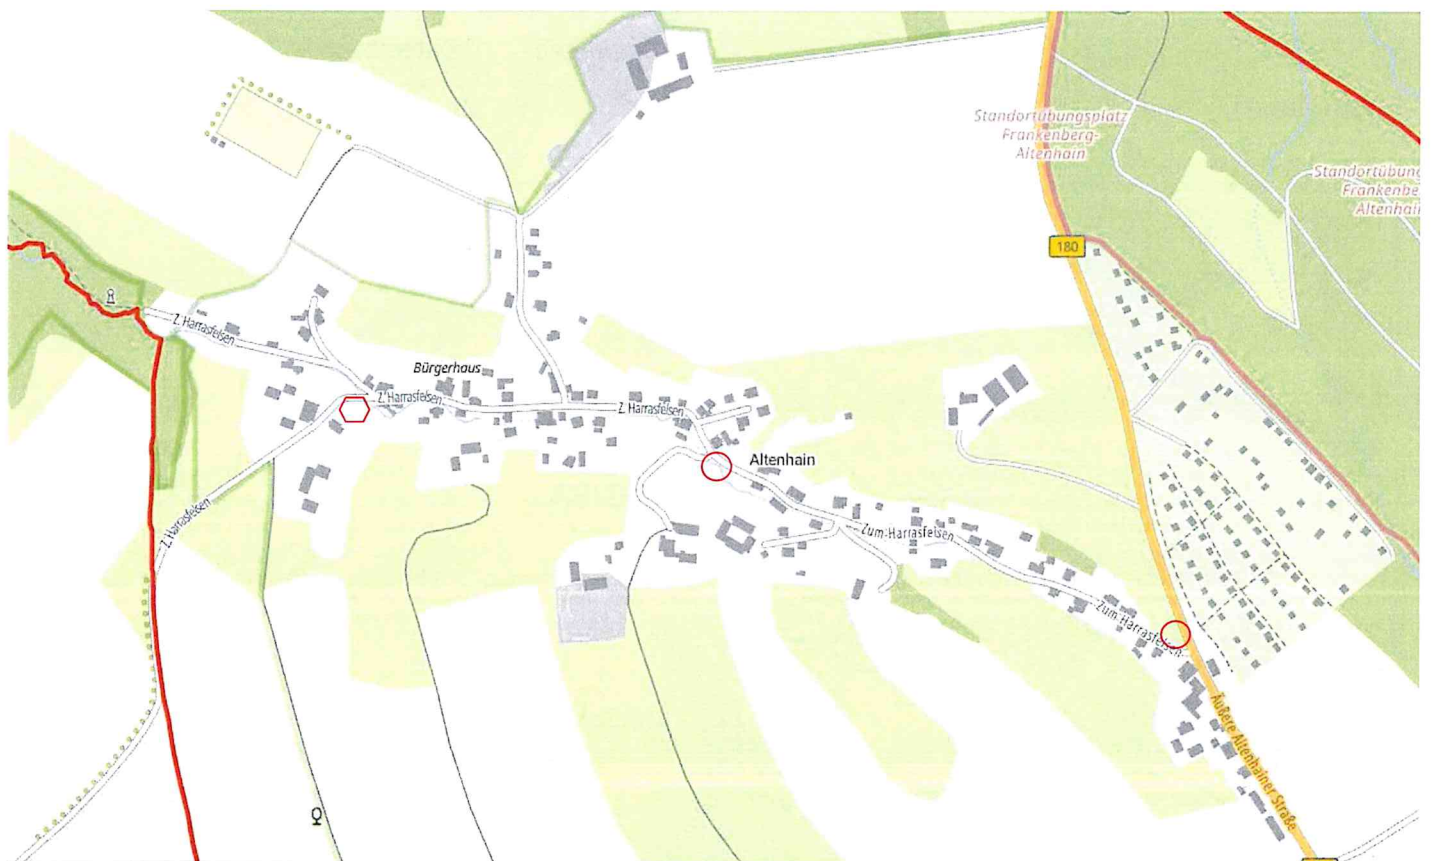 Standortübungsplatz
Frankenberg-
Altenhain
Standortübung
Frankenbe
Altenhain
180
Z. Harrasfelsen
Bürgerhaus
Z. Harrasfelsen
Z. Harrasfelsen
Altenhain
Z. Harrasfelsen
Zum Harrasfelsen
Zum Harrasfelsen
Äußere Altenhainer Straße